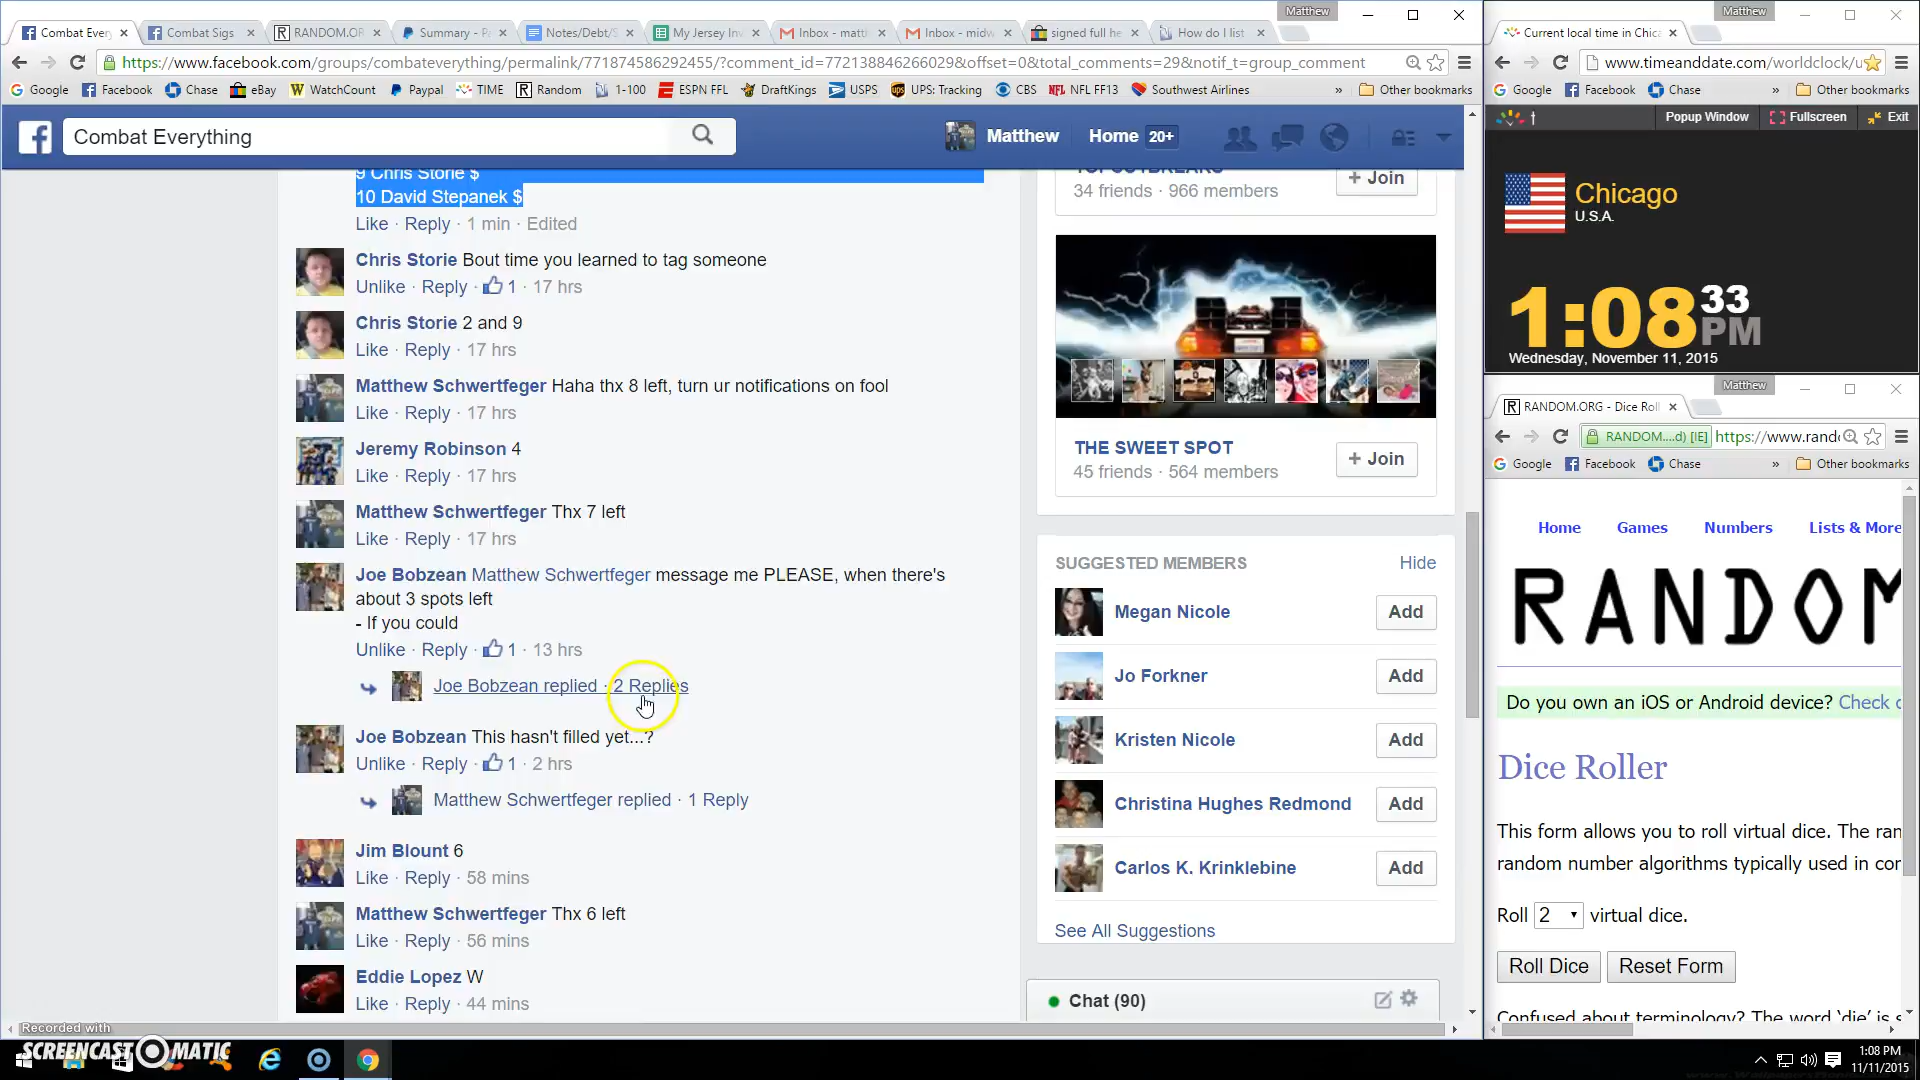 Matthew
Combat Every
Combat Sigs
RANDOM.OR
Summary - P
Notes/Debt/S
My Jersey In
Inbox - matt
Inbox - midw
signed full he
How do I list
https://www.facebook.com/groups/combateverything/permalink/771874586292455/?comment_id=772138846266029&offset=0&total_comments=29&notif_t=group_comment
Google
Facebook
Chase
eBay
WatchCount
Paypal
TIME
Random
1-100
ESPN FFL
DraftKings
USPS
UPS: Tracking
CBS
NFL FF13
Southwest Airlines
»
Other bookmarks
Combat Everything
Matthew
Home 20+
9 Chris Storie $
10 David Stepanek $
Like · Reply · 1 min · Edited
Chris Storie Bout time you learned to tag someone
Unlike · Reply · 1 · 17 hrs
Chris Storie 2 and 9
Like · Reply · 17 hrs
Matthew Schwertfeger Haha thx 8 left, turn ur notifications on fool
Like · Reply · 17 hrs
Jeremy Robinson 4
Like · Reply · 17 hrs
Matthew Schwertfeger Thx 7 left
Like · Reply · 17 hrs
Joe Bobzean Matthew Schwertfeger message me PLEASE, when there's
about 3 spots left
- If you could
Unlike · Reply · 1 · 13 hrs
Joe Bobzean replied · 2 Replies
Joe Bobzean This hasn't filled yet...?
Unlike · Reply · 1 · 2 hrs
Matthew Schwertfeger replied · 1 Reply
Jim Blount 6
Like · Reply · 58 mins
Matthew Schwertfeger Thx 6 left
Like · Reply · 56 mins
Eddie Lopez W
Like · Reply · 44 mins
34 friends · 966 members
+ Join
THE SWEET SPOT
45 friends · 564 members
+ Join
SUGGESTED MEMBERS
Hide
Megan Nicole
Add
Jo Forkner
Add
Kristen Nicole
Add
Christina Hughes Redmond
Add
Carlos K. Krinklebine
Add
See All Suggestions
Chat (90)
Matthew
Current local time in Chica
www.timeanddate.com/worldclock/u
Google
Facebook
Chase
»
Other bookmarks
Popup Window
Fullscreen
Exit
Chicago
U.S.A.
1:08 33 PM
Wednesday, November 11, 2015
Matthew
RANDOM.ORG - Dice Roll
RANDOM....d) [IE]
https://www.rand
Google
Facebook
Chase
»
Other bookmarks
Home
Games
Numbers
Lists & More
RANDOM
Do you own an iOS or Android device? Check
Dice Roller
This form allows you to roll virtual dice. The ran
random number algorithms typically used in cor
Roll 2 virtual dice.
Roll Dice
Reset Form
Confused about terminology? The word 'die' is s
Recorded with
SCREENCAST O MATIC
1:08 PM
11/11/2015